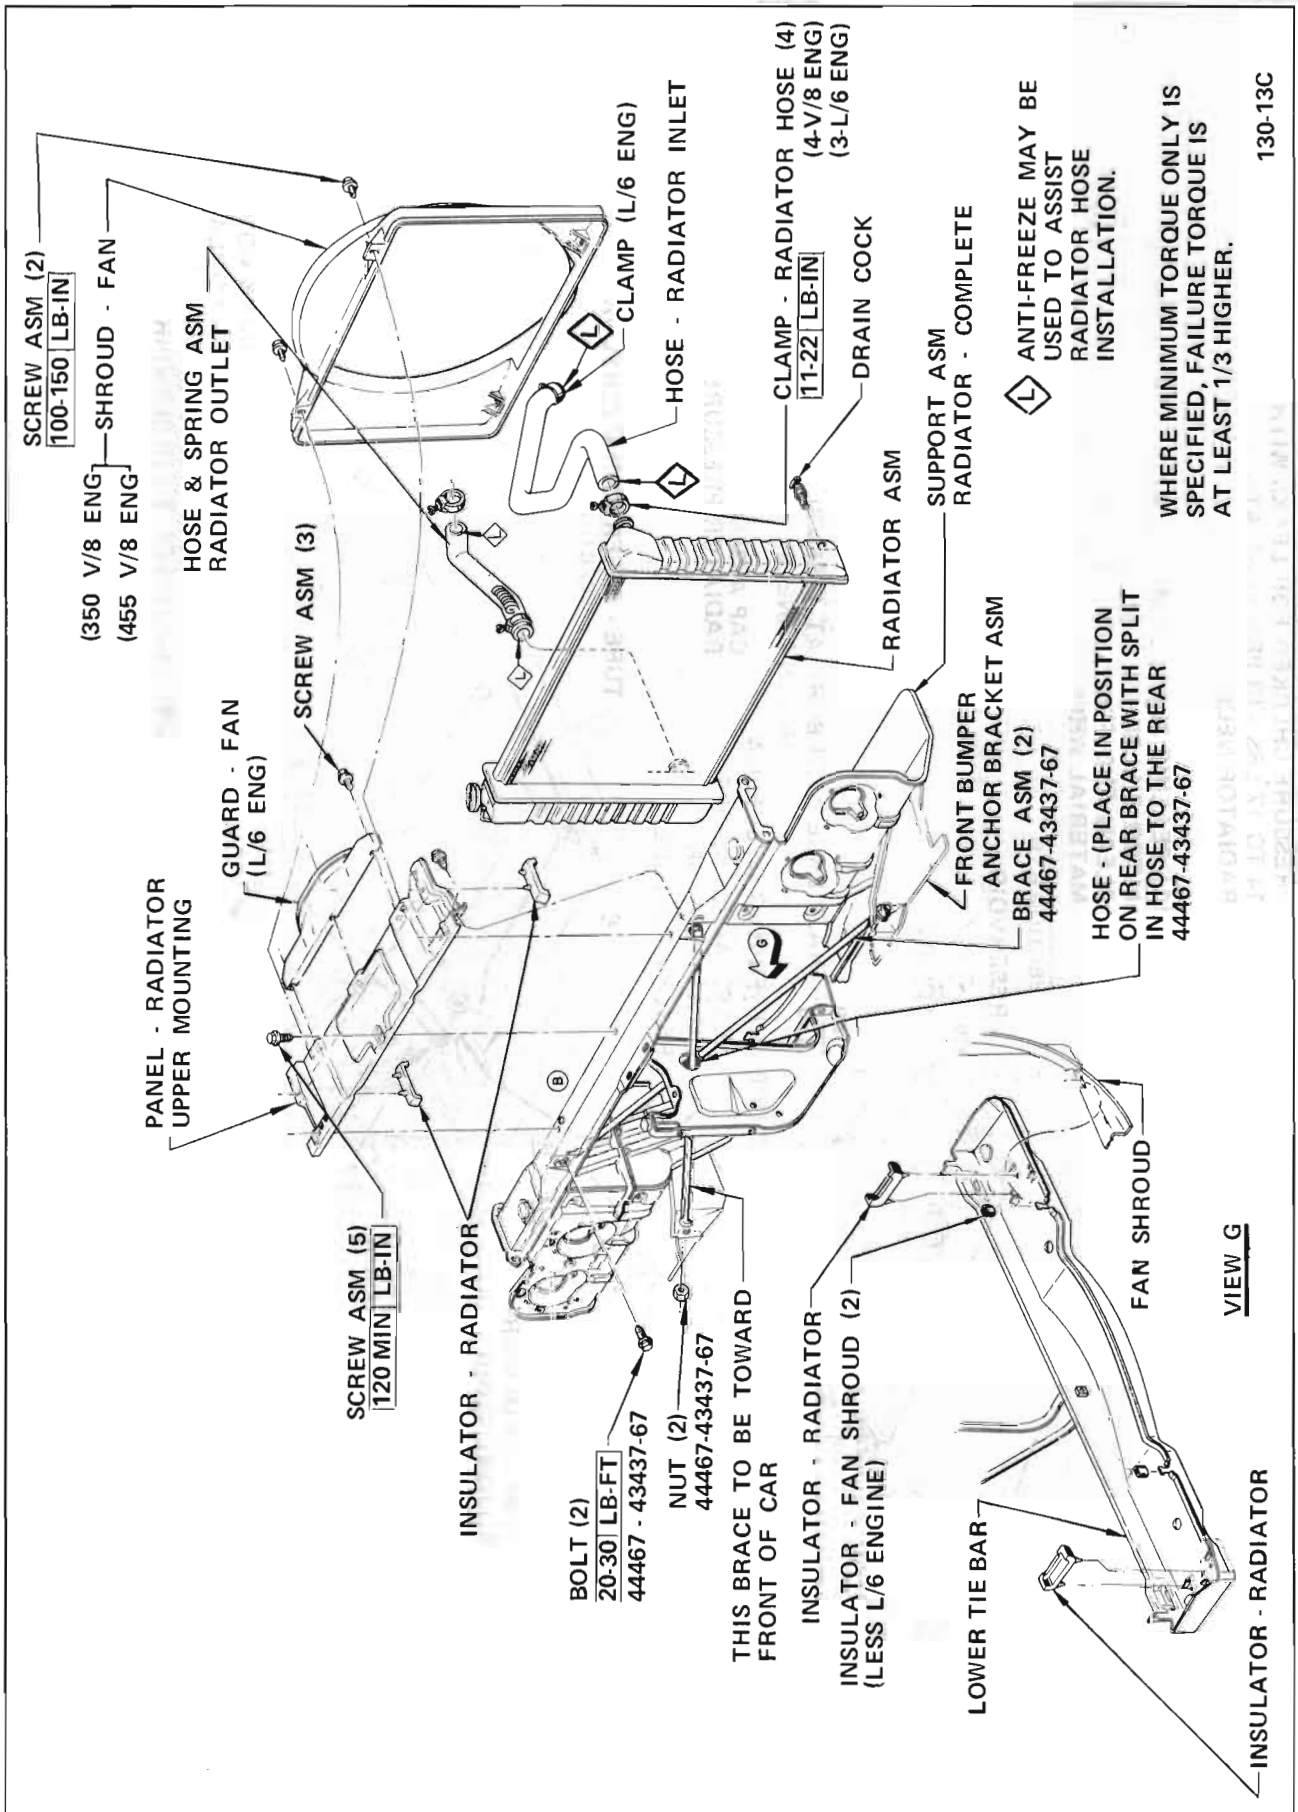 SCREW ASM (2)
100-150 LB-IN
(350 V/8 ENG)
(455 V/8 ENG)
SHROUD - FAN
HOSE & SPRING ASM
RADIATOR OUTLET
SCREW ASM (3)
GUARD - FAN
(L/6 ENG)
PANEL - RADIATOR
UPPER MOUNTING
SCREW ASM (5)
120 MIN LB-IN
INSULATOR - RADIATOR
BOLT (2)
20-30 LB-FT
44467 - 43437-67
NUT (2)
44467-43437-67
THIS BRACE TO BE TOWARD
FRONT OF CAR
INSULATOR - RADIATOR
INSULATOR - FAN SHROUD (2)
(LESS L/6 ENGINE)
LOWER TIE BAR
INSULATOR - RADIATOR
FAN SHROUD
VIEW G
B
G
L
L
L
L
CLAMP (L/6 ENG)
HOSE - RADIATOR INLET
CLAMP - RADIATOR HOSE (4)
11-22 LB-IN
(4-V/8 ENG)
(3-L/6 ENG)
DRAIN COCK
RADIATOR ASM
SUPPORT ASM
RADIATOR - COMPLETE
FRONT BUMPER
ANCHOR BRACKET ASM
BRACE ASM (2)
44467-43437-67
HOSE - (PLACE IN POSITION
ON REAR BRACE WITH SPLIT
IN HOSE TO THE REAR
44467-43437-67
L ANTI-FREEZE MAY BE
USED TO ASSIST
RADIATOR HOSE
INSTALLATION.
WHERE MINIMUM TORQUE ONLY IS
SPECIFIED, FAILURE TORQUE IS
AT LEAST 1/3 HIGHER.
130-13C